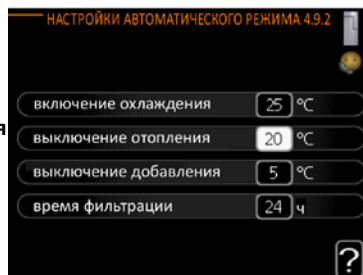 НАСТРОЙКИ АВТОМАТИЧЕСКОГО РЕЖИМА 4.9.2
включение охлаждения 25 °C
я
выключение отопления 20 °C
выключение добавления 5 °C
время фильтрации 24 ч
?